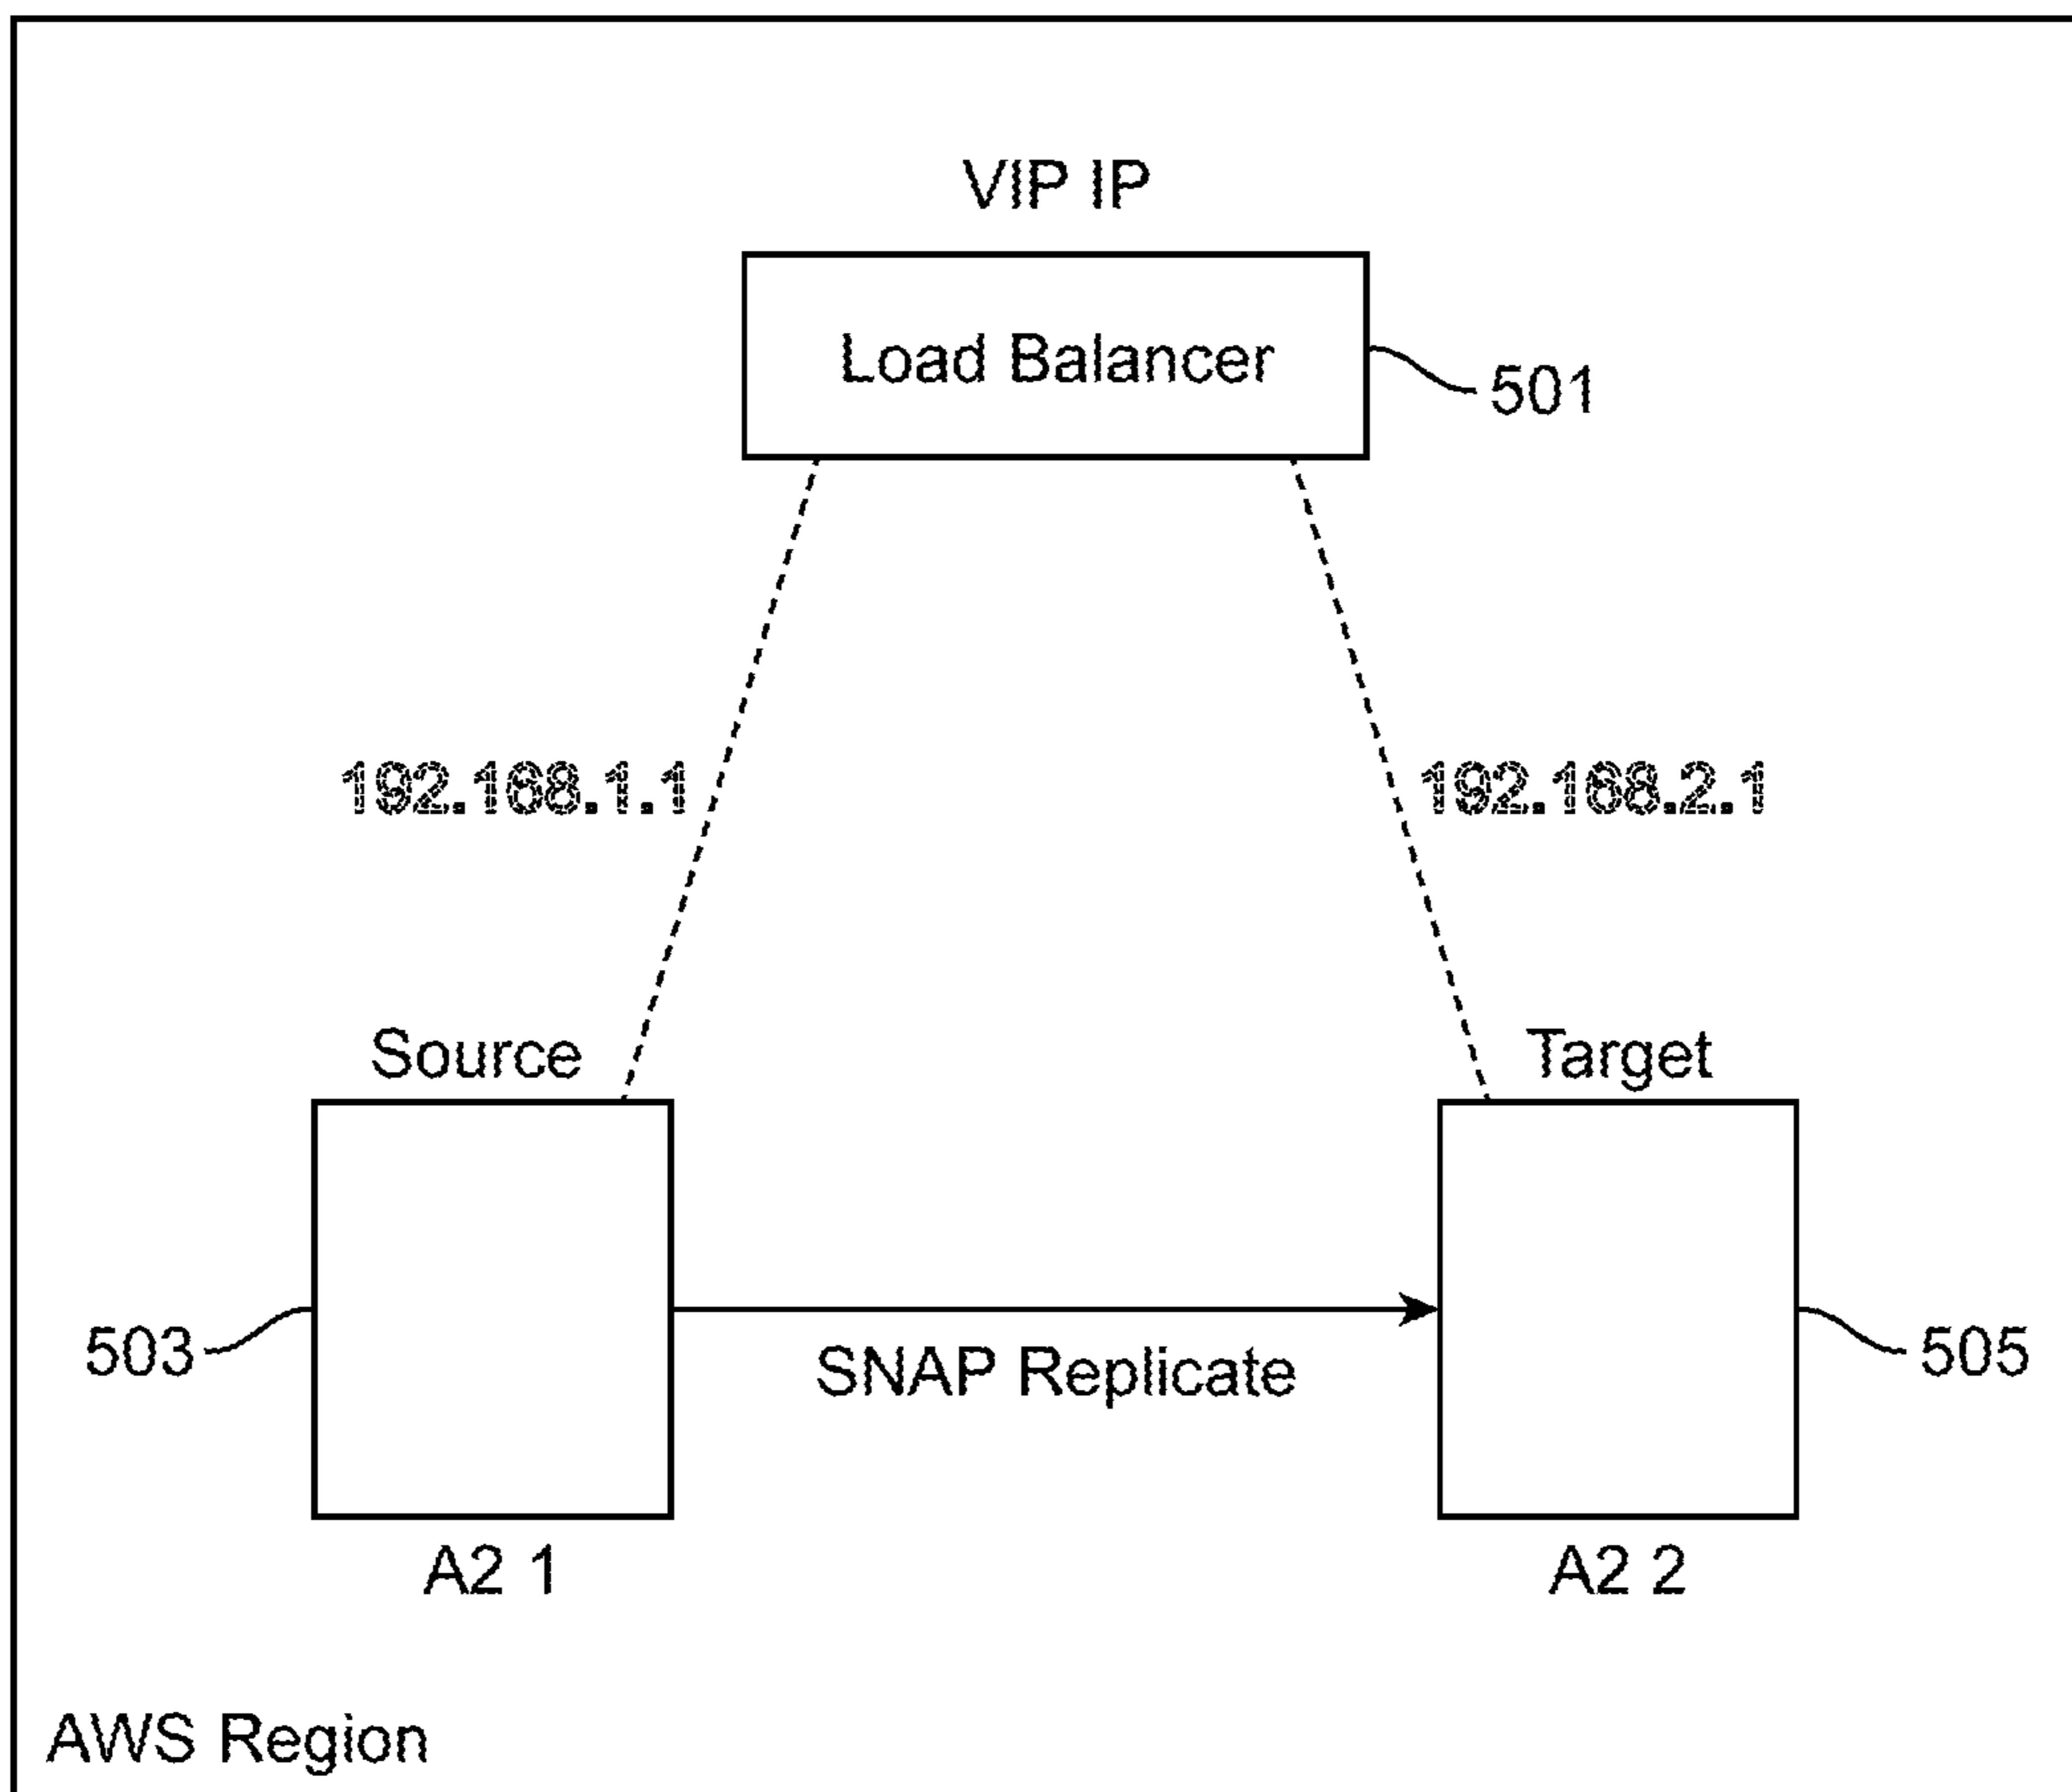 VIP IP
Load Balancer
501
192.168.1.1
192.168.2.1
Source
Target
503
SNAP Replicate
505
A2 1
A2 2
AWS Region